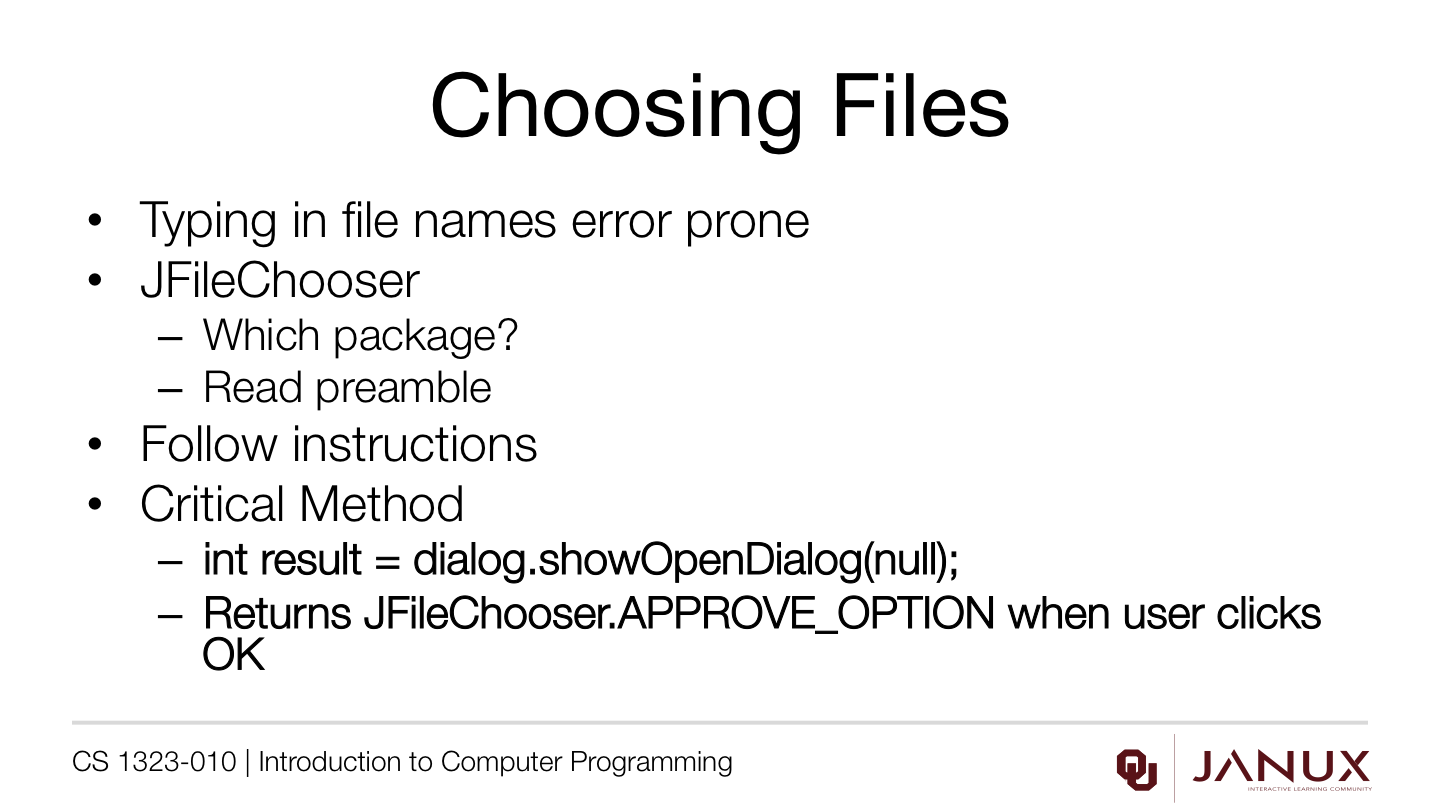 Choosing Files
• Typing in file names error prone
• JFileChooser
– Which package?
– Read preamble
• Follow instructions
• Critical Method
– int result = dialog.showOpenDialog(null);
– Returns JFileChooser.APPROVE_OPTION when user clicks
OK
CS 1323-010 | Introduction to Computer Programming
OU
JANUX
INTERACTIVE LEARNING COMMUNITY